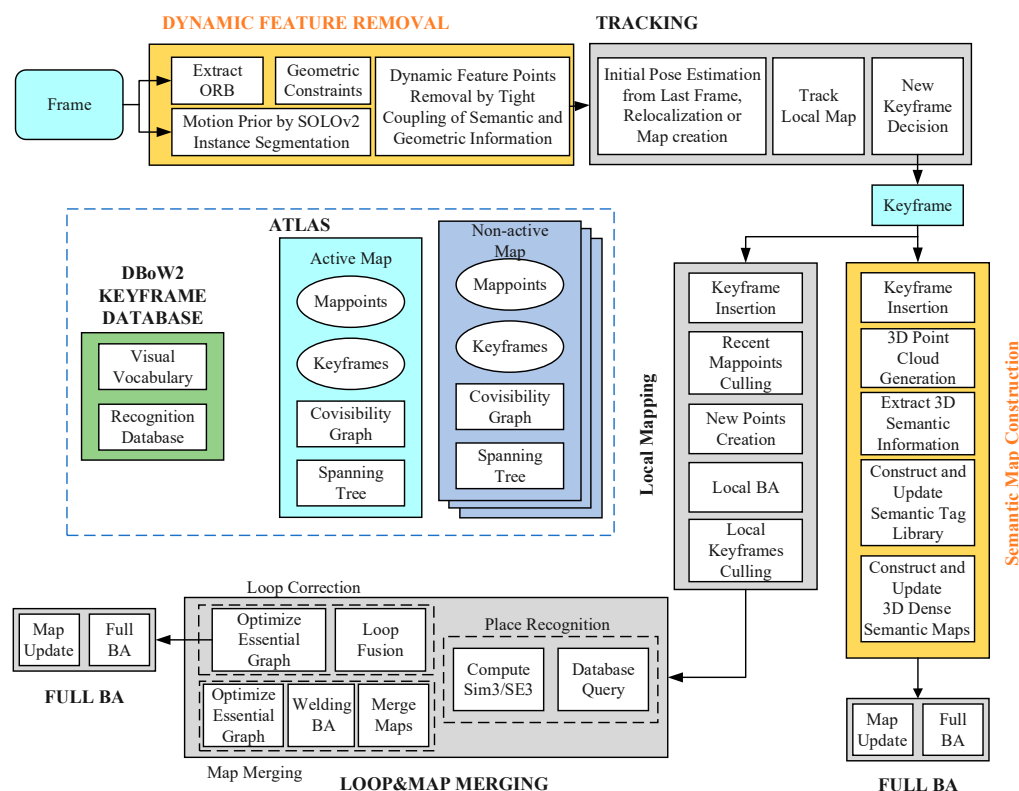 DYNAMIC FEATURE REMOVAL
TRACKING
Frame
Extract
ORB
Geometric
Constraints
Motion Prior by SOLOv2
Instance Segmentation
Dynamic Feature Points
Removal by Tight
Coupling of Semantic and
Geometric Information
Initial Pose Estimation
from Last Frame,
Relocalization or
Map creation
Track
Local Map
New
Keyframe
Decision
Keyframe
ATLAS
DBoW2
KEYFRAME
DATABASE
Visual
Vocabulary
Recognition
Database
Active Map
Mappoints
Keyframes
Covisibility
Graph
Spanning
Tree
Non-active
Map
Mappoints
Keyframes
Covisibility
Graph
Spanning
Tree
Local Mapping
Keyframe
Insertion
Recent
Mappoints
Culling
New Points
Creation
Local BA
Local
Keyframes
Culling
Keyframe
Insertion
3D Point
Cloud
Generation
Extract 3D
Semantic
Information
Construct and
Update
Semantic Tag
Library
Construct and
Update
3D Dense
Semantic Maps
Semantic Map Construction
Loop Correction
Optimize
Essential
Graph
Loop
Fusion
Place Recognition
Compute
Sim3/SE3
Database
Query
Optimize
Essential
Graph
Welding
BA
Merge
Maps
Map Merging
LOOP&MAP MERGING
Map
Update
Full
BA
FULL BA
Map
Update
Full
BA
FULL BA